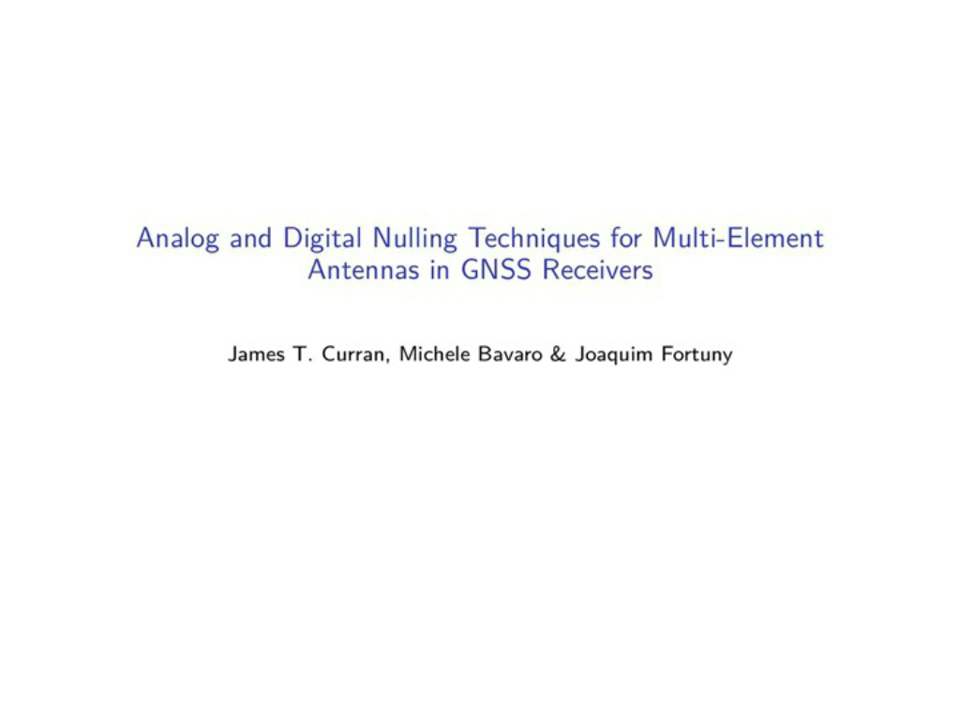 Analog and Digital Nulling Techniques for Multi-Element
Antennas in GNSS Receivers
James T. Curran, Michele Bavaro & Joaquim Fortuny